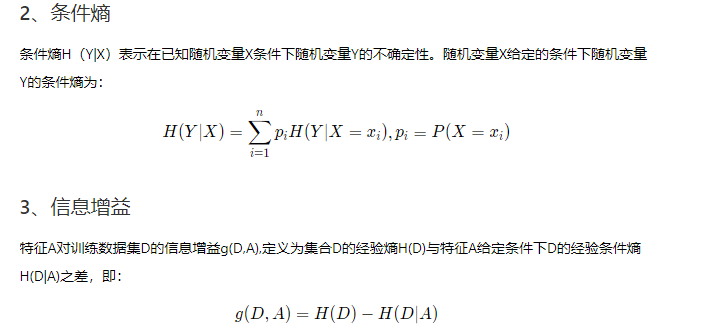 2、条件熵
条件熵H（Y|X）表示在已知随机变量X条件下随机变量Y的不确定性。随机变量X给定的条件下随机变量
Y的条件熵为：
H(Y|X) = \sum_{i=1}^{n} p_i H(Y|X = x_i), p_i = P(X = x_i)
3、信息增益
特征A对训练数据集D的信息增益g(D,A),定义为集合D的经验熵H(D)与特征A给定条件下D的经验条件熵
H(D|A)之差，即：
g(D, A) = H(D) − H(D|A)